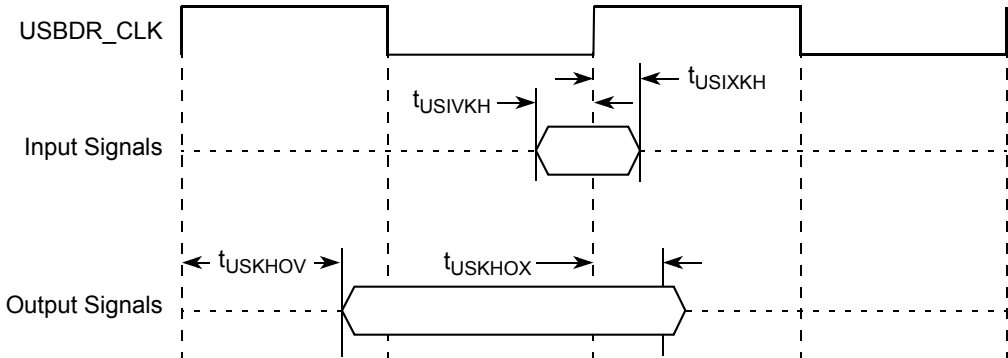 USBDR_CLK
tUSIXKH
tUSIVKH
Input Signals
tUSKHOV
tUSKHOX
Output Signals